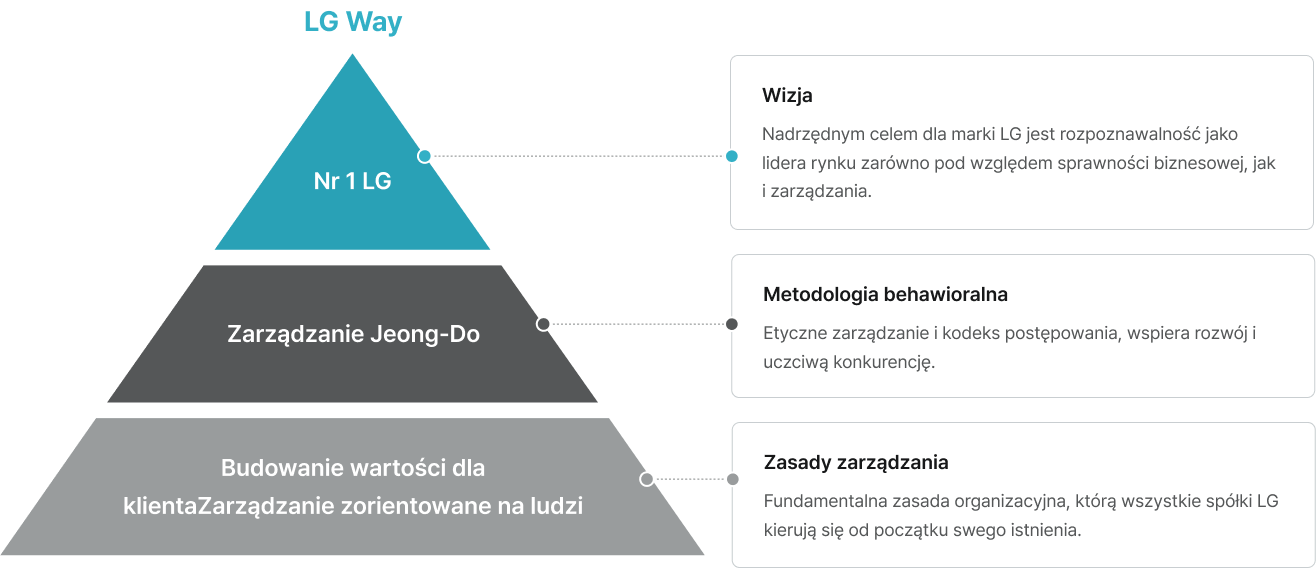 LG Way
Nr 1 LG
Wizja
Nadrzędnym celem dla marki LG jest rozpoznawalność jako
lidera rynku zarówno pod względem sprawności biznesowej, jak
i zarządzania.
Zarządzanie Jeong-Do
Metodologia behawioralna
Etyczne zarządzanie i kodeks postępowania, wspiera rozwój i
uczciwą konkurencję.
Budowanie wartości dla
klientaZarządzanie zorientowane na ludzi
Zasady zarządzania
Fundamentalna zasada organizacyjna, którą wszystkie spółki LG
kierują się od początku swego istnienia.